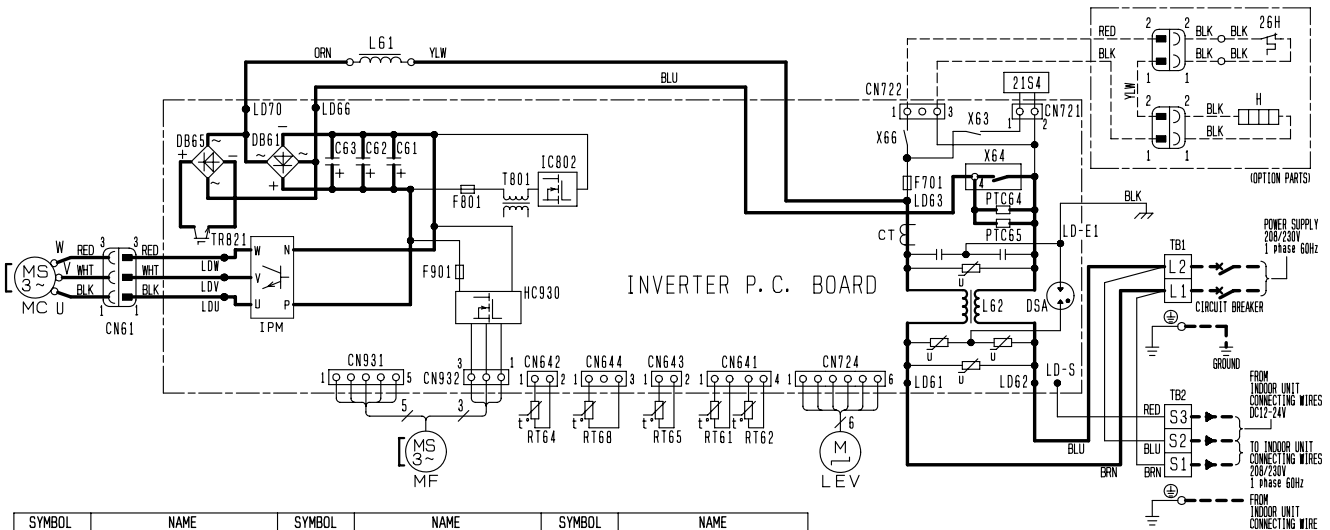 L61
ORN
YLW
BLU
LD70
LD66
DB65
DB61
C63
C62
C61
IC802
T801
F801
TR821
W
RED
RED
V
WHT
WHT
U
BLK
BLK
MS
3~
MC
CN61
3
3
1
1
LDW
LDV
LDU
W
V
U
N
P
IPM
F901
HC930
INVERTER P.C. BOARD
CN722
1
3
21S4
CN721
1
2
X63
X66
X64
4
F701
LD63
PTC64
PTC65
CT
LD-E1
BLK
L62
DSA
U
U
U
U
LD61
LD62
LD-S
RED
BLK
YLW
2
2
BLK
BLK
26H
BLK
BLK
1
1
2
2
BLK
H
BLK
1
1
(OPTION PARTS)
POWER SUPPLY
208/230V
1 phase 60Hz
TB1
L2
L1
CIRCUIT BREAKER
GROUND
FROM
INDOOR UNIT
CONNECTING WIRES
DC12-24V
TB2
RED
S3
S2
BLU
BLU
S1
BRN
BRN
TO INDOOR UNIT
CONNECTING WIRES
208/230V
1 phase 60Hz
FROM
INDOOR UNIT
CONNECTING WIRE
CN931
1
5
CN932
3
1
CN642
1
2
CN644
1
3
CN643
1
2
CN641
1
4
CN724
1
6
5
3
6
t°
RT64
t°
RT68
t°
RT65
t°
RT61
t°
RT62
MS
3~
MF
M
LEV
SYMBOL NAME SYMBOL NAME SYMBOL NAME